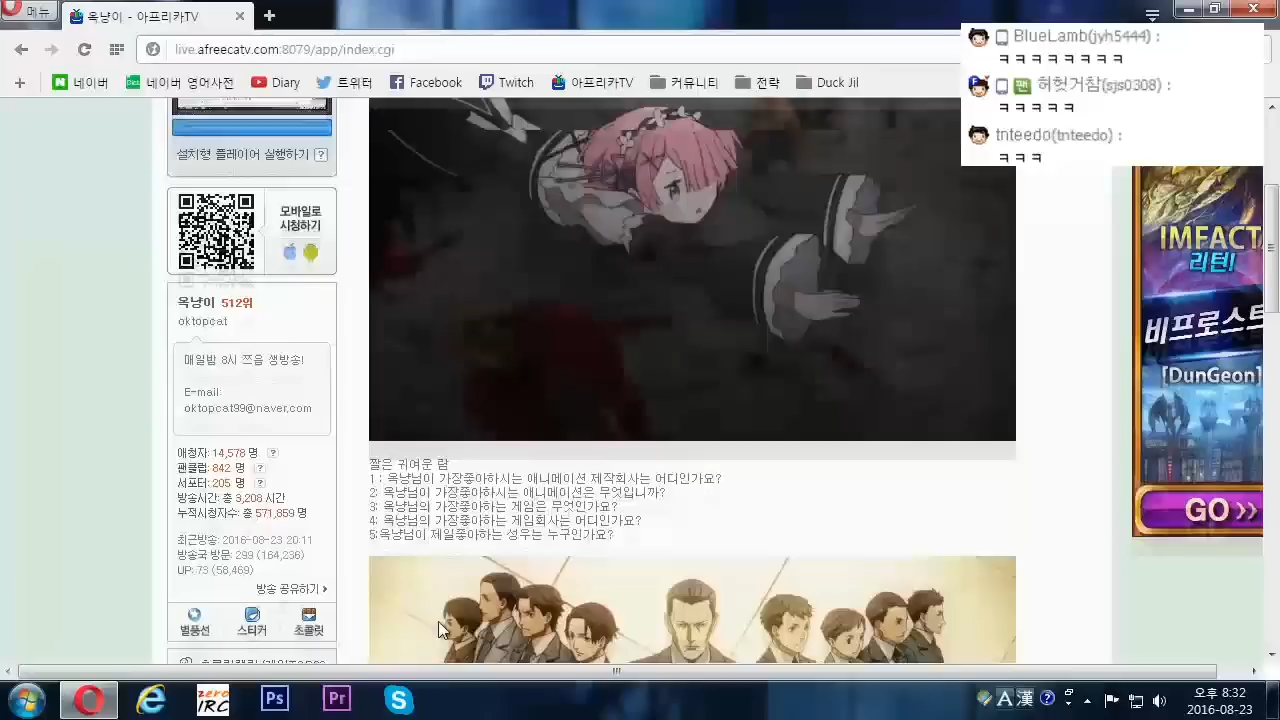 메뉴
옥냥이 - 아프리카TV
live.afreecatv.com:8079/app/index.cgi
네이버
네이버 영어사전
Diary
트위터
Facebook
Twitch
아프리카TV
커뮤니티
전략
Duck Jil
BlueLamb(jyh5444) :
ㅋㅋㅋㅋㅋㅋㅋㅋ
팬 허헛거참(sjs0308) :
ㅋㅋㅋㅋㅋ
tnteedo(tnteedo) :
ㅋㅋㅋ
설치형 플레이어 실행하기 ?
모바일로
시청하기
옥냥이 512위
oktopcat
매일밤 8시 쯔음 생방송!
E-mail:
oktopcat99@naver.com
애청자: 14,578 명 ?
팬클럽: 842 명 ?
서포터: 205 명 ?
방송시간: 총 3,208 시간
누적시청자수: 총 571,859 명
최근방송: 2016-08-23 20:11
방송국 방문: 299 (164,236)
UP: 73 (58,469)
방송 공유하기
별풍선
스티커
초콜릿
짤은 귀여운 람
1 : 옥냥님이 가장좋아하시는 애니메이션 제작회사는 어디인가요?
2: 옥냥님이 가장좋아하시는 애니메이션은 무엇입니까?
3: 옥냥님의 가장좋아하는 게임은 무엇인가요?
4: 옥냥님의 가장좋아하는 게임회사는 어디인가요?
5:옥냥님이 제일좋아하는 성우는 누구인가요?
IMFACT
리턴!
비프로스트
[DunGeon]
GO
zero
IRC
Ps
Pr
A 漢
오후 8:32
2016-08-23